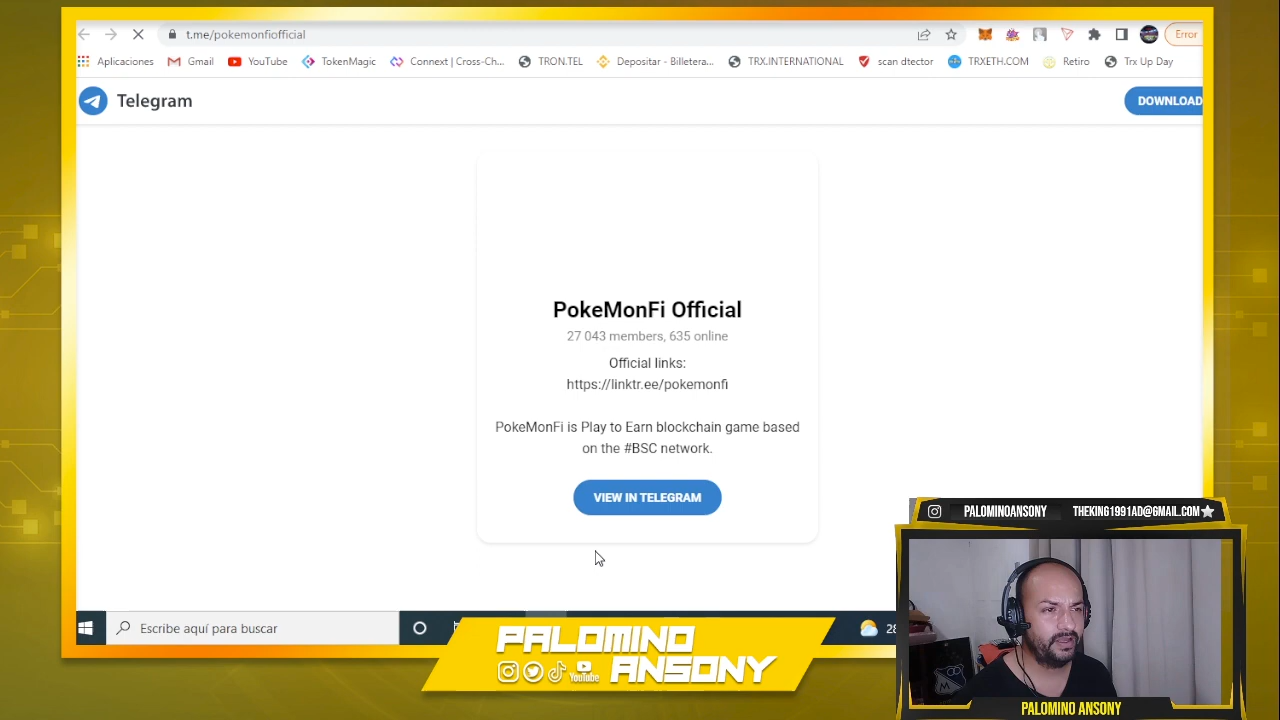 t.me/pokemonfiofficial
Error
Aplicaciones
Gmail
YouTube
TokenMagic
Connext | Cross-Ch...
TRON.TEL
Depositar - Billetera...
TRX.INTERNATIONAL
scan dtector
TRXETH.COM
Retiro
Trx Up Day
Telegram
DOWNLOAD
PokeMonFi Official
27 043 members, 635 online
Official links:
https://linktr.ee/pokemonfi
PokeMonFi is Play to Earn blockchain game based
on the #BSC network.
VIEW IN TELEGRAM
PALOMINOANSONY
THEKING1991AD@GMAIL.COM
Escribe aquí para buscar
28
PALOMINO
YouTube
ANSONY
PALOMINO ANSONY